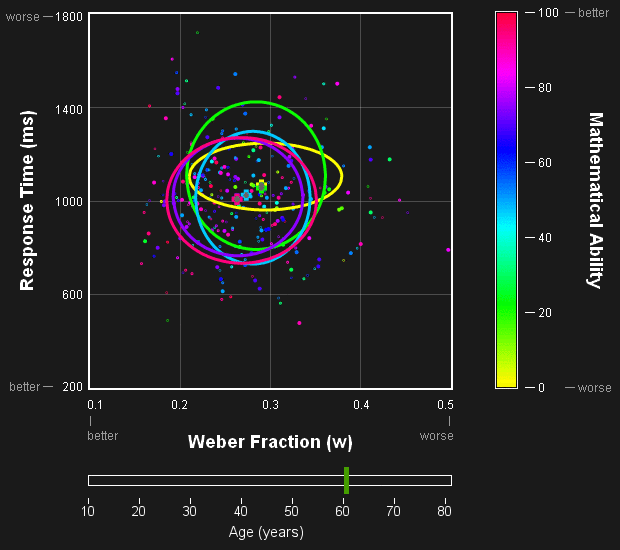 worse
1800
1400
1000
600
200
better
Response Time (ms)
0.1
0.2
0.3
0.4
0.5
better
worse
Weber Fraction (w)
100
80
60
40
20
0
better
worse
Mathematical Ability
10
20
30
40
50
60
70
80
Age (years)